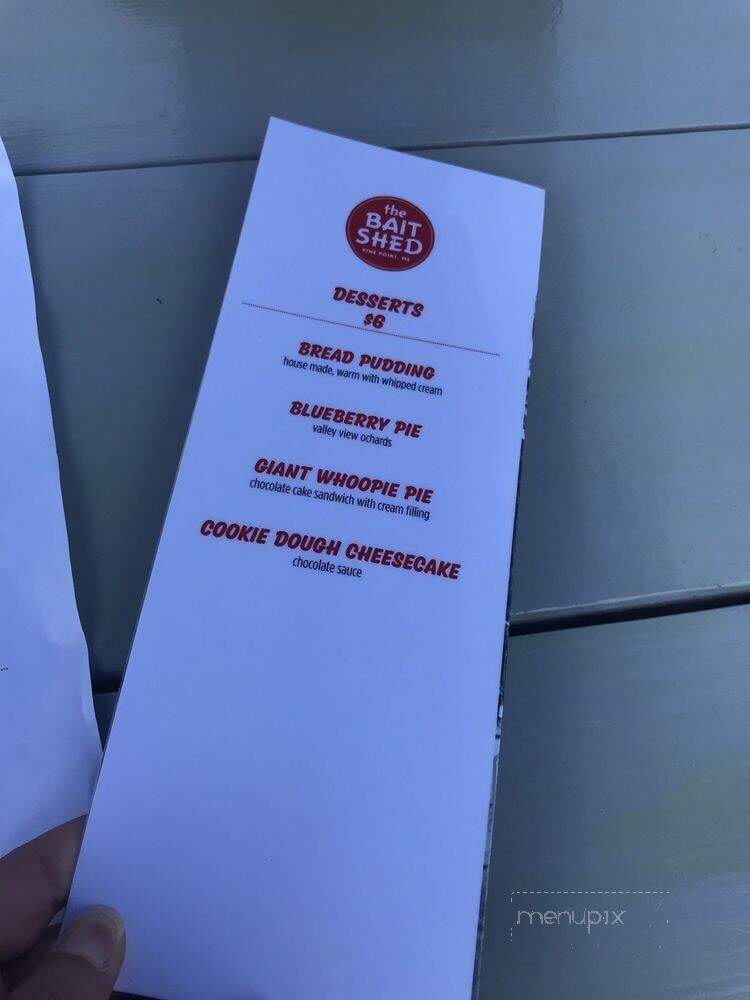 the
BAIT
SHED
PINE POINT, ME
DESSERTS
$6
BREAD PUDDING
house made, warm with whipped cream
BLUEBERRY PIE
valley view ochards
GIANT WHOOPIE PIE
chocolate cake sandwich with cream filling
COOKIE DOUGH CHEESECAKE
chocolate sauce
...
menupix